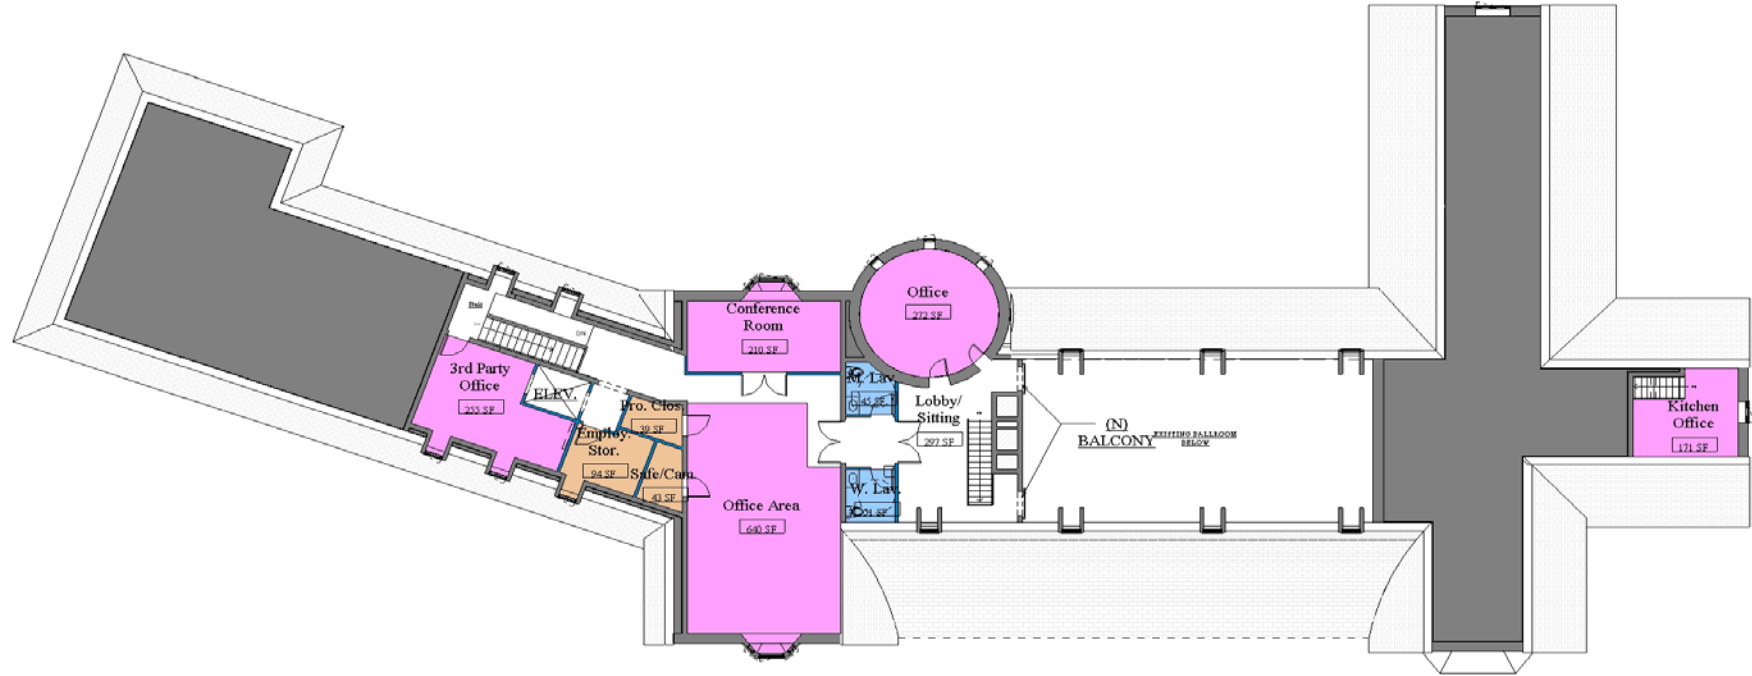 Office
272 SF
Conference
Room
210 SF
DN
3rd Party
Office
255 SF
ELEV.
Pro. Clos.
39 SF
Employ.
Stor.
94 SF
Safe/Cam.
43 SF
Office Area
640 SF
M. Lav.
45 SF
W. Lav.
SF
Lobby/
Sitting
297 SF
(N)
BALCONY
EXISTING BALLROOM
BELOW
Kitchen
Office
171 SF